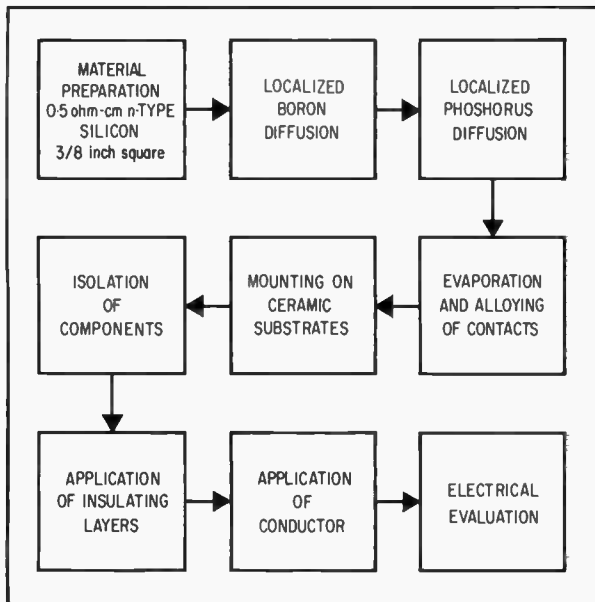 MATERIAL
PREPARATION
0·5 ohm-cm n-TYPE
SILICON
3/8 inch square
LOCALIZED
BORON
DIFFUSION
LOCALIZED
PHOSHORUS
DIFFUSION
ISOLATION
OF
COMPONENTS
MOUNTING ON
CERAMIC
SUBSTRATES
EVAPORATION
AND ALLOYING
OF CONTACTS
APPLICATION
OF INSULATING
LAYERS
APPLICATION
OF
CONDUCTOR
ELECTRICAL
EVALUATION